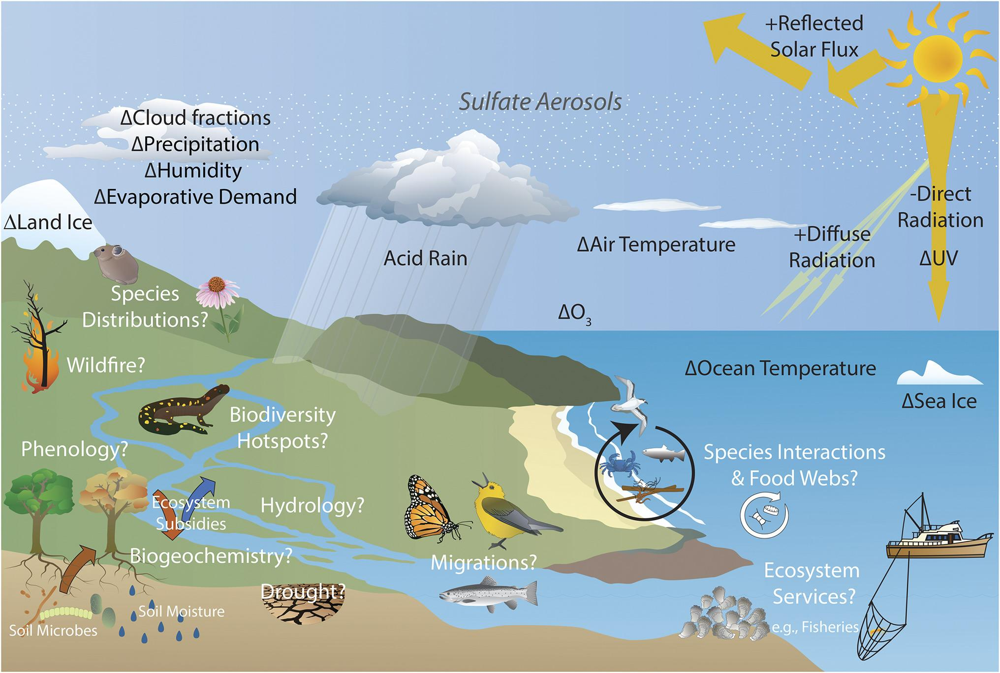 +Reflected
Solar Flux
Sulfate Aerosols
ΔCloud fractions
ΔPrecipitation
ΔHumidity
ΔEvaporative Demand
ΔLand Ice
-Direct
Radiation
+Diffuse
Radiation
ΔUV
ΔAir Temperature
Acid Rain
Species
Distributions?
ΔO₃
Wildfire?
ΔOcean Temperature
ΔSea Ice
Biodiversity
Hotspots?
Phenology?
Species Interactions
& Food Webs?
Ecosystem
Subsidies
Hydrology?
Biogeochemistry?
Migrations?
Ecosystem
Services?
e.g., Fisheries
Drought?
Soil Moisture
Soil Microbes